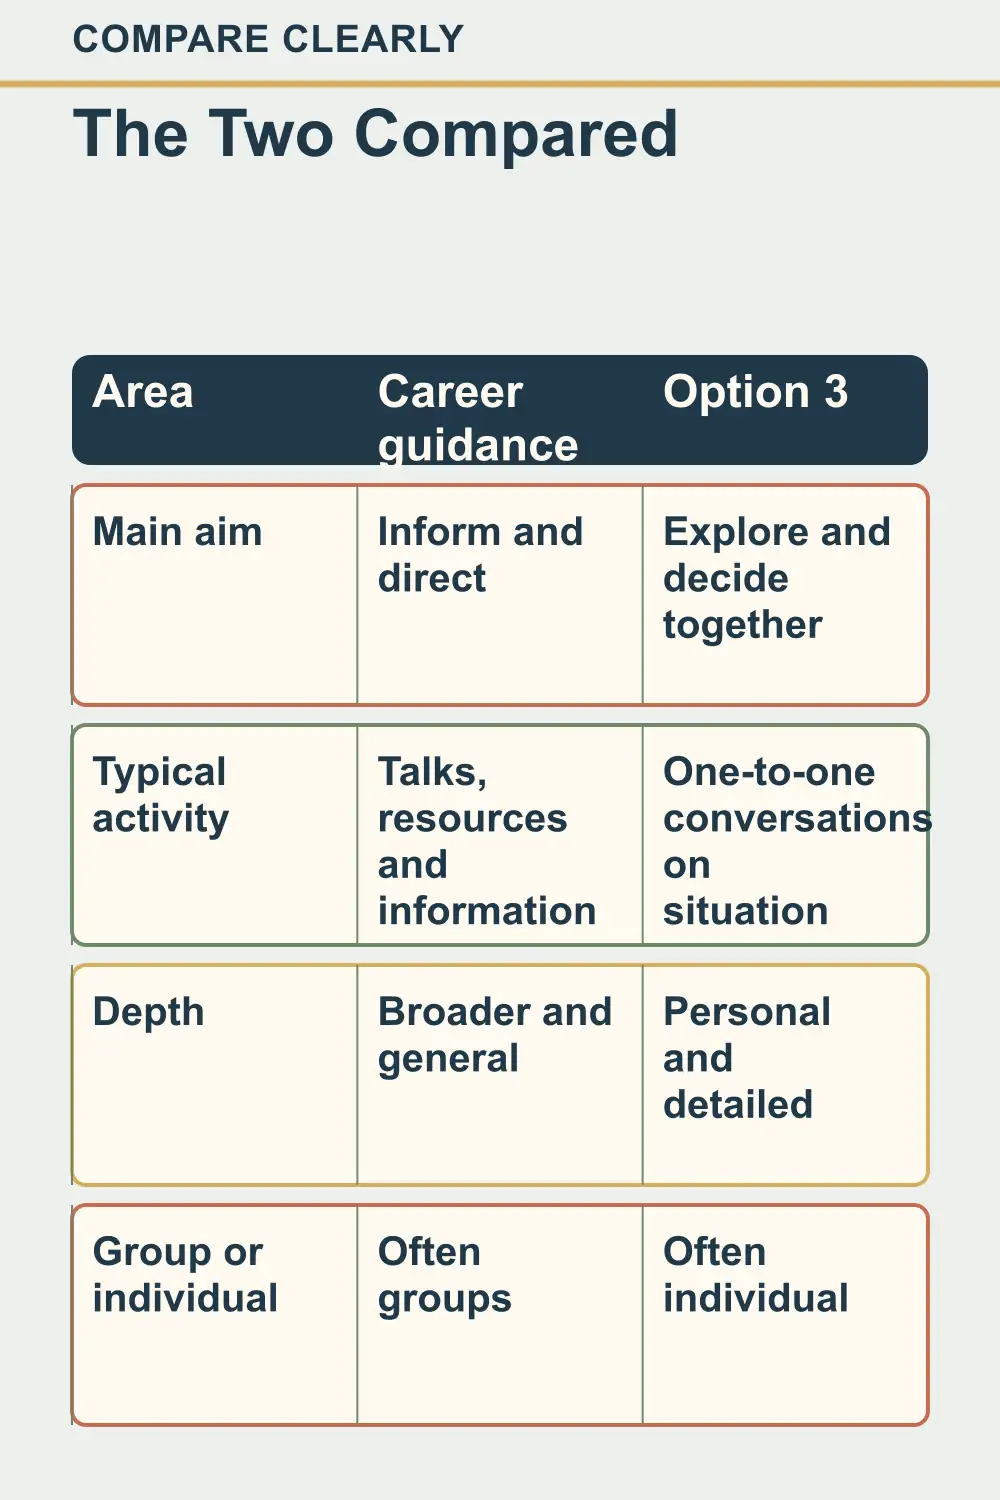 COMPARE CLEARLY
The Two Compared
Area
Career
guidance
Option 3
Main aim
Inform and
direct
Explore and
decide
together
Typical
activity
Talks,
resources
and
information
One-to-one
conversations
on
situation
Depth
Broader and
general
Personal
and
detailed
Group or
individual
Often
groups
Often
individual